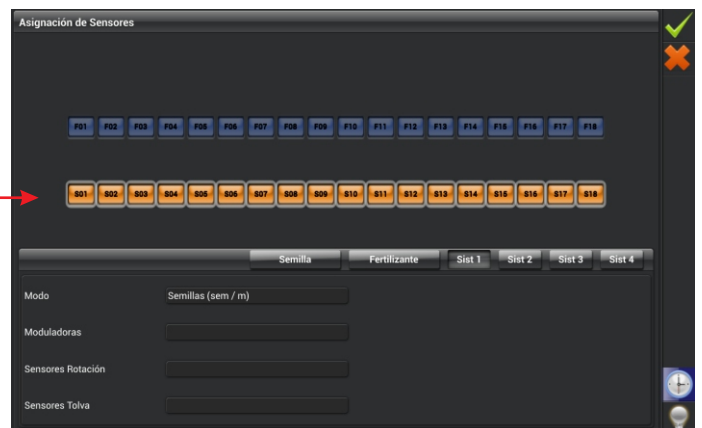 Asignación de Sensores
F01 F02 F03 F04 F05 F06 F07 F08 F09 F10 F11 F12 F13 F14 F15 F16 F17 F18
S01 S02 S03 S04 S05 S06 S07 S08 S09 S10 S11 S12 S13 S14 S15 S16 S17 S18
Semilla Fertilizante Sist 1 Sist 2 Sist 3 Sist 4
Modo Semillas (sem / m)
Moduladoras
Sensores Rotación
Sensores Tolva